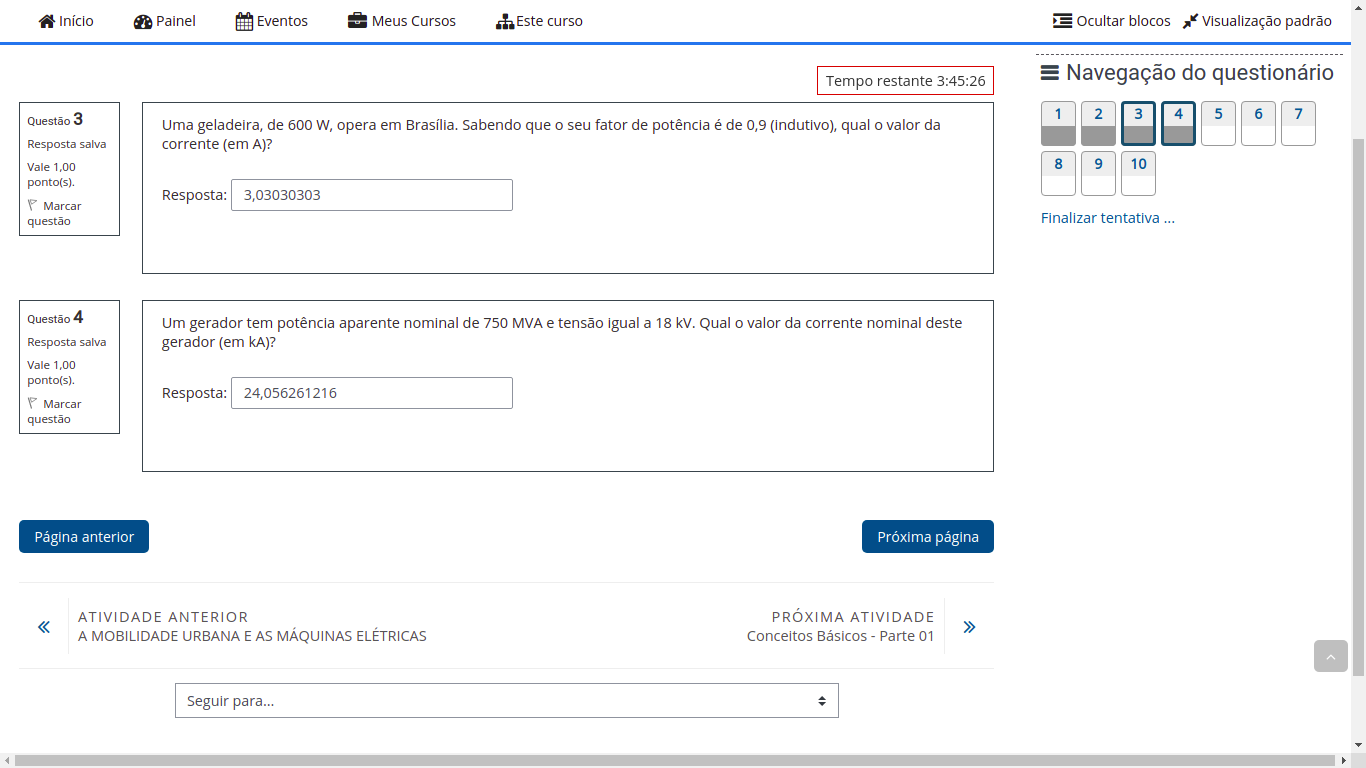 Início
Painel
Eventos
Meus Cursos
Este curso
Ocultar blocos
Visualização padrão
Tempo restante 3:45:26
Questão 3
Resposta salva
Vale 1,00
ponto(s).
Marcar
questão
Uma geladeira, de 600 W, opera em Brasília. Sabendo que o seu fator de potência é de 0,9 (indutivo), qual o valor da
corrente (em A)?
Resposta: 3,03030303
Questão 4
Resposta salva
Vale 1,00
ponto(s).
Marcar
questão
Um gerador tem potência aparente nominal de 750 MVA e tensão igual a 18 kV. Qual o valor da corrente nominal deste
gerador (em kA)?
Resposta: 24,056261216
Página anterior
Próxima página
ATIVIDADE ANTERIOR
A MOBILIDADE URBANA E AS MÁQUINAS ELÉTRICAS
PRÓXIMA ATIVIDADE
Conceitos Básicos - Parte 01
Seguir para...
Navegação do questionário
1 2 3 4 5 6 7
8 9 10
Finalizar tentativa ...